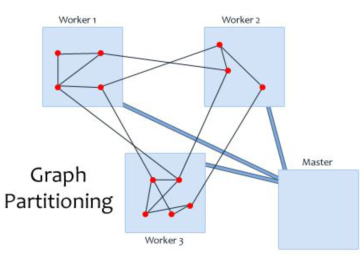 Worker 1
Worker 2
Master
Graph
Partitioning
Worker 3